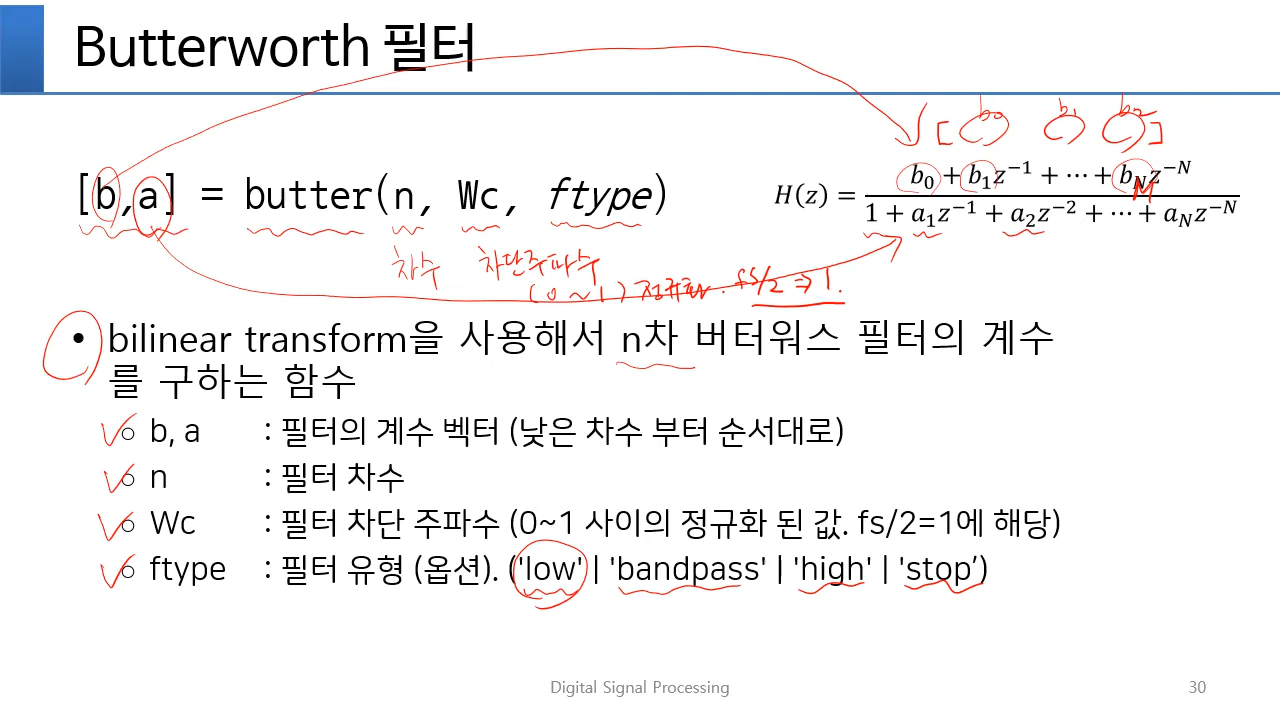 Butterworth 필터
[b0 b1 b2]
[b,a] = butter(n, Wc, ftype)
H(z) = b₀ + b₁z⁻¹ + ⋯ + b_N z⁻ᴺ / 1 + a₁z⁻¹ + a₂z⁻² + ⋯ + a_N z⁻ᴺ
M
차수 차단주파수
(0 ~ 1) 정규화. fs/2 ⇒ 1.
• bilinear transform을 사용해서 n차 버터워스 필터의 계수
를 구하는 함수
○ b, a : 필터의 계수 벡터 (낮은 차수 부터 순서대로)
○ n : 필터 차수
○ Wc : 필터 차단 주파수 (0~1 사이의 정규화 된 값. fs/2=1에 해당)
○ ftype : 필터 유형 (옵션). ('low' | 'bandpass' | 'high' | 'stop’)
Digital Signal Processing 30